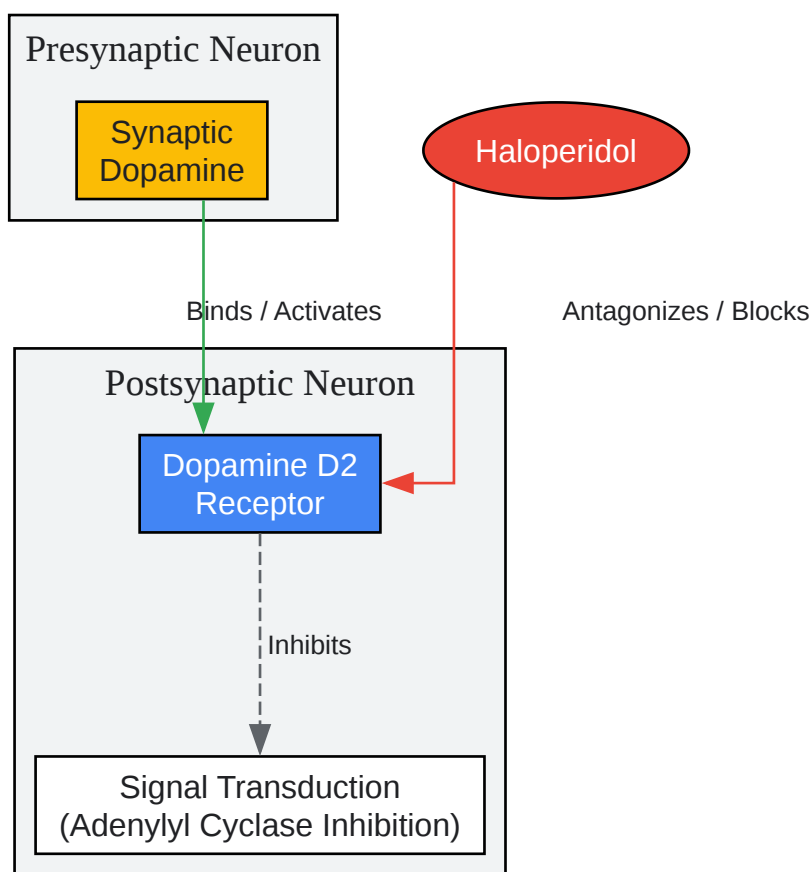 Presynaptic Neuron
Synaptic
Dopamine
Haloperidol
Binds / Activates
Antagonizes / Blocks
Postsynaptic Neuron
Dopamine D2
Receptor
Inhibits
Signal Transduction
(Adenylyl Cyclase Inhibition)